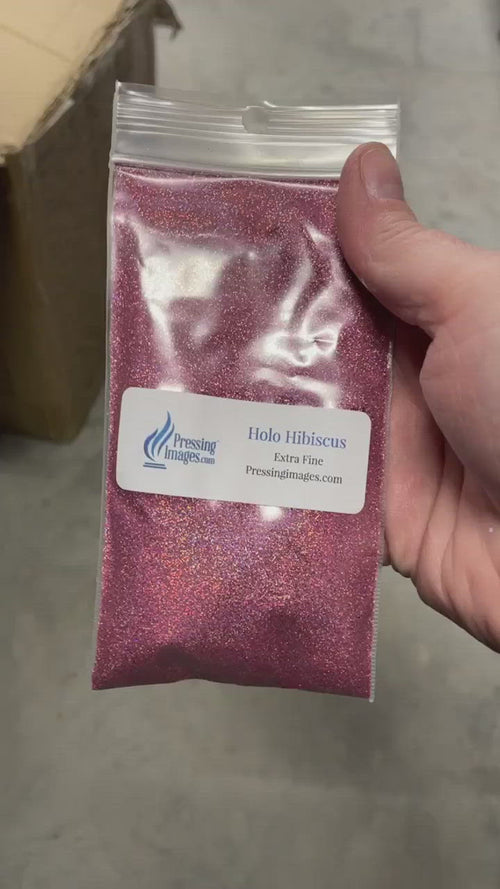 Pressing
Images.com
Holo Hibiscus
Extra Fine
Pressingimages.com